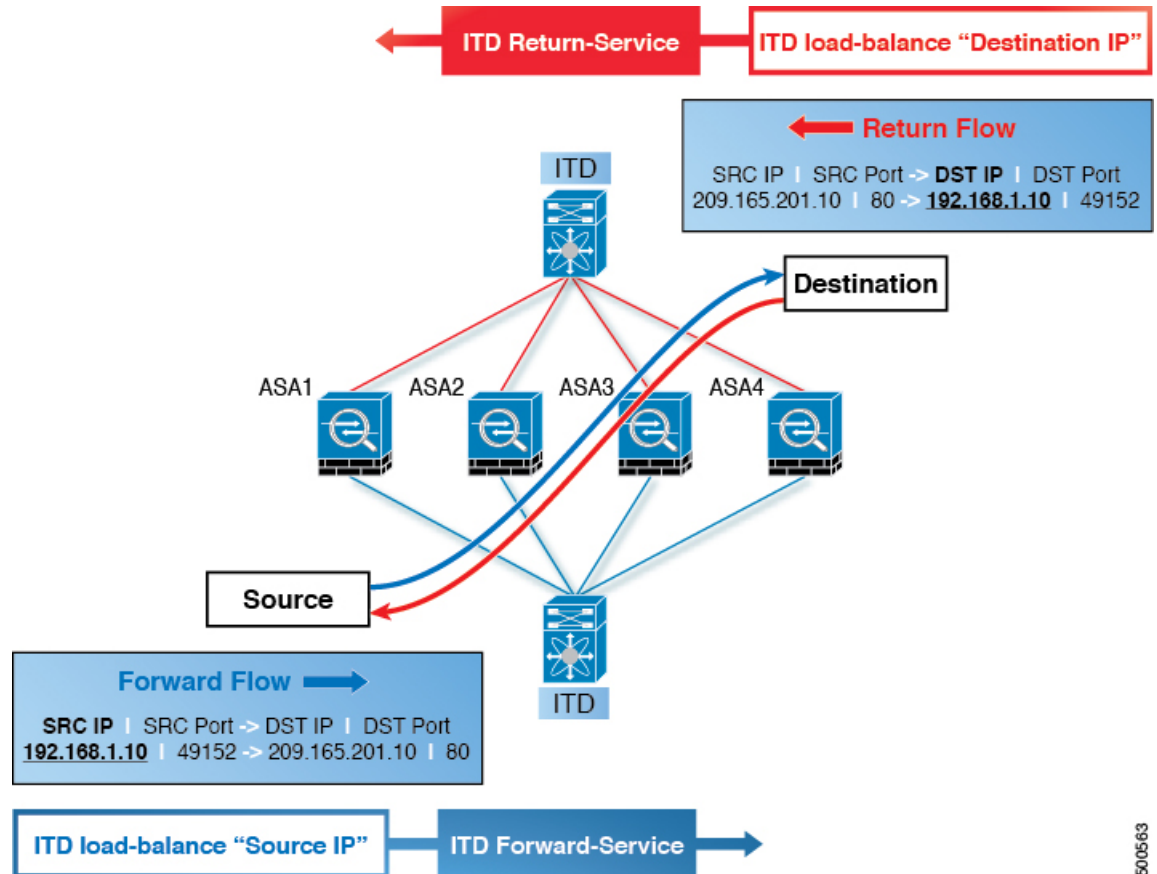 ITD Return-Service
ITD load-balance “Destination IP”
Return Flow
SRC IP | SRC Port -> DST IP | DST Port
209.165.201.10 | 80 -> 192.168.1.10 | 49152
ITD
Destination
ASA1
ASA2
ASA3
ASA4
Source
ITD
Forward Flow
SRC IP | SRC Port -> DST IP | DST Port
192.168.1.10 | 49152 -> 209.165.201.10 | 80
ITD load-balance “Source IP”
ITD Forward-Service
500563